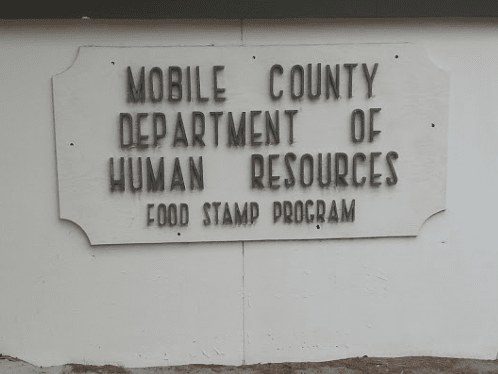 MOBILE COUNTY
DEPARTMENT OF
HUMAN RESOURCES
FOOD STAMP PROGRAM